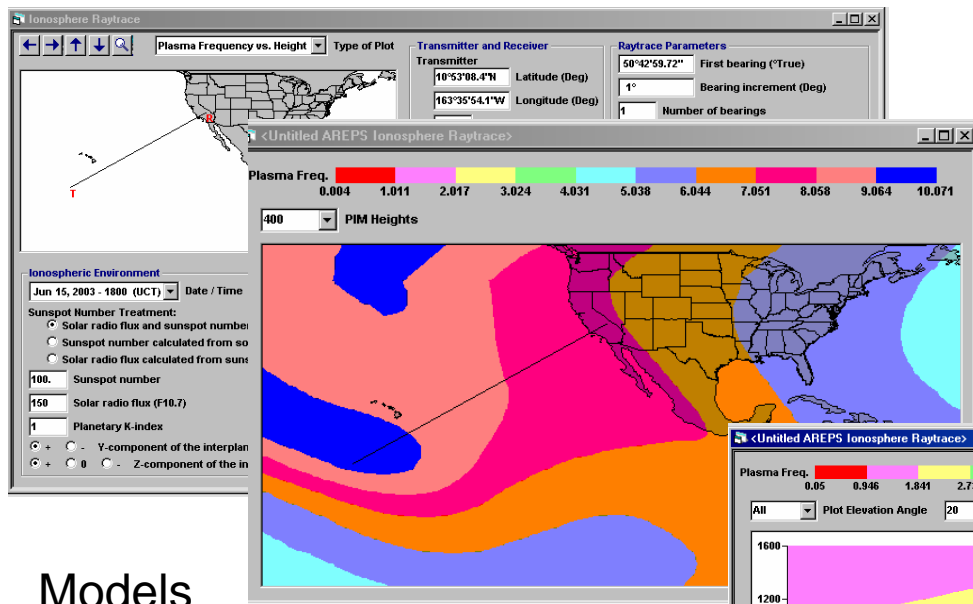 Ionosphere Raytrace
Plasma Frequency vs. Height Type of Plot
Transmitter and Receiver
Transmitter
10°53'08.4"N Latitude (Deg)
163°35'54.1"W Longitude (Deg)
Raytrace Parameters
50°42'59.72" First bearing (°True)
1° Bearing increment (Deg)
1 Number of bearings
R
T
Ionospheric Environment
Jun 15, 2003 - 1800 (UCT) Date / Time
Sunspot Number Treatment:
Solar radio flux and sunspot number
Sunspot number calculated from so
Solar radio flux calculated from suns
100. Sunspot number
150 Solar radio flux (F10.7)
1 Planetary K-index
+ - Y-component of the interplan
+ 0 - Z-component of the in
<Untitled AREPS Ionosphere Raytrace>
Plasma Freq.
0.004 1.011 2.017 3.024 4.031 5.038 6.044 7.051 8.058 9.064 10.071
400 PIM Heights
<Untitled AREPS Ionosphere Raytrace>
Plasma Freq.
0.05 0.946 1.841 2.73
All Plot Elevation Angle 20
1600
1200
Models